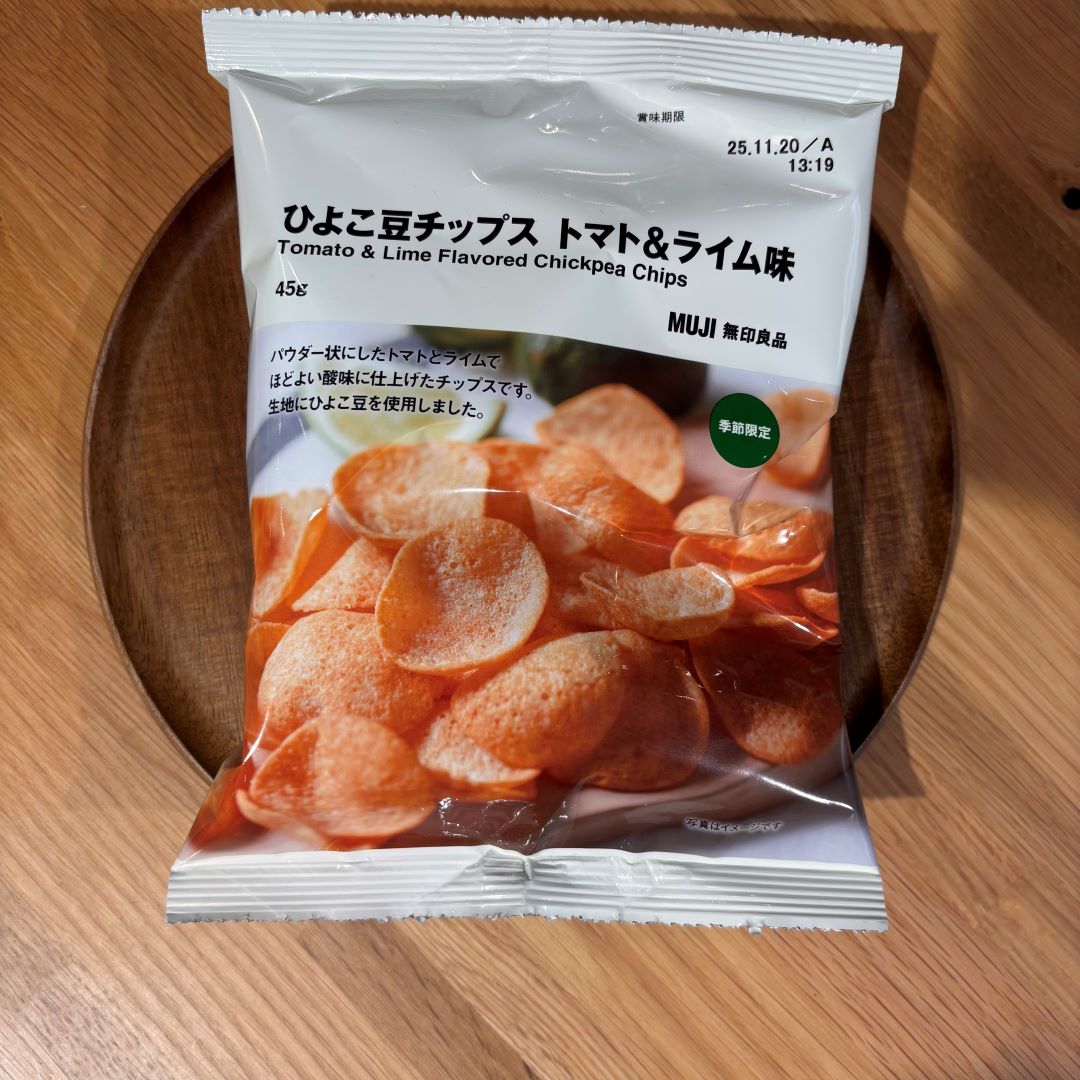 賞味期限
25.11.20/A
13:19
ひよこ豆チップス トマト&ライム味
Tomato & Lime Flavored Chickpea Chips
45g
MUJI 無印良品
パウダー状にしたトマトとライムで
ほどよい酸味に仕上げたチップスです。
生地にひよこ豆を使用しました。
季節限定
写真はイメージです